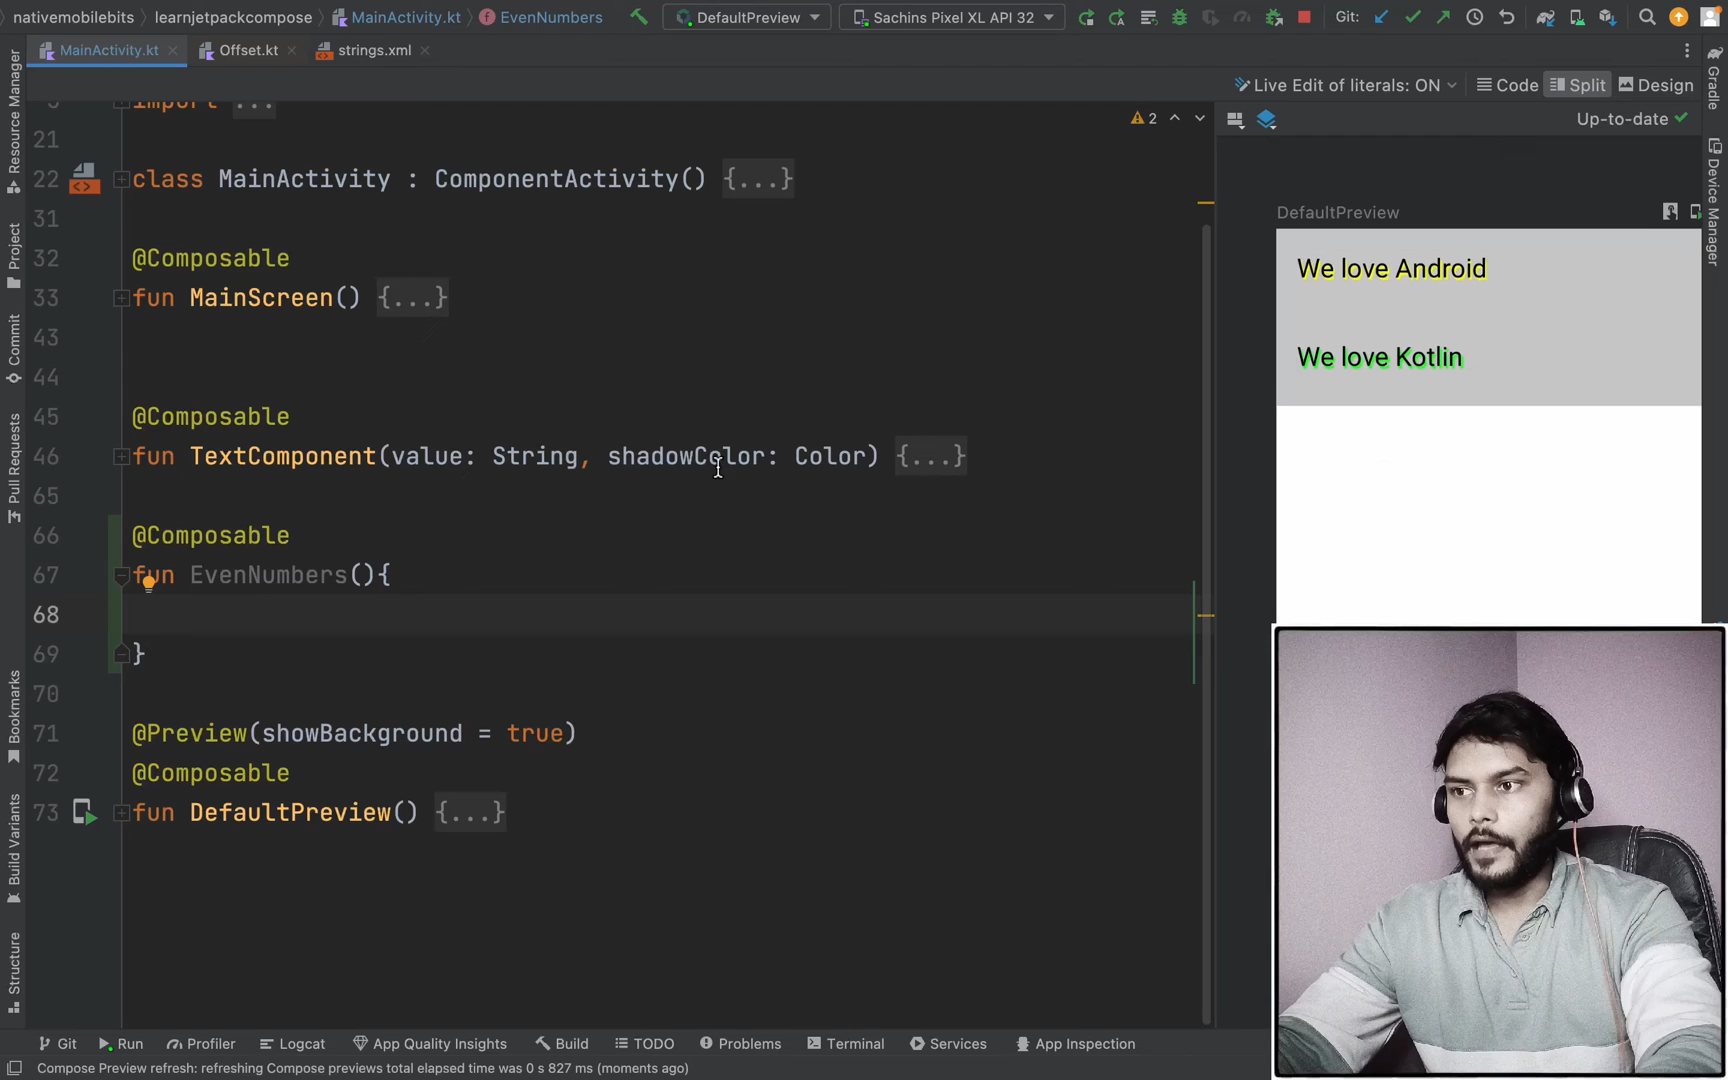 nativemobilebits
learnjetpackcompose
MainActivity.kt
EvenNumbers
DefaultPreview
Sachins Pixel XL API 32
Git:
MainActivity.kt
Offset.kt
strings.xml
Live Edit of literals: ON
Code
Split
Design
2
Up-to-date
Resource Manager
Project
Commit
Pull Requests
Bookmarks
Build Variants
Structure
import ...
21
22 class MainActivity : ComponentActivity() {...}
31
32 @Composable
33 fun MainScreen() {...}
43
44
45 @Composable
46 fun TextComponent(value: String, shadowColor: Color) {...}
65
66 @Composable
67 fun EvenNumbers(){
68
69 }
70
71 @Preview(showBackground = true)
72 @Composable
73 fun DefaultPreview() {...}
DefaultPreview
We love Android
We love Kotlin
Gradle
Device Manager
Git
Run
Profiler
Logcat
App Quality Insights
Build
TODO
Problems
Terminal
Services
App Inspection
Compose Preview refresh: refreshing Compose previews total elapsed time was 0 s 827 ms (moments ago)